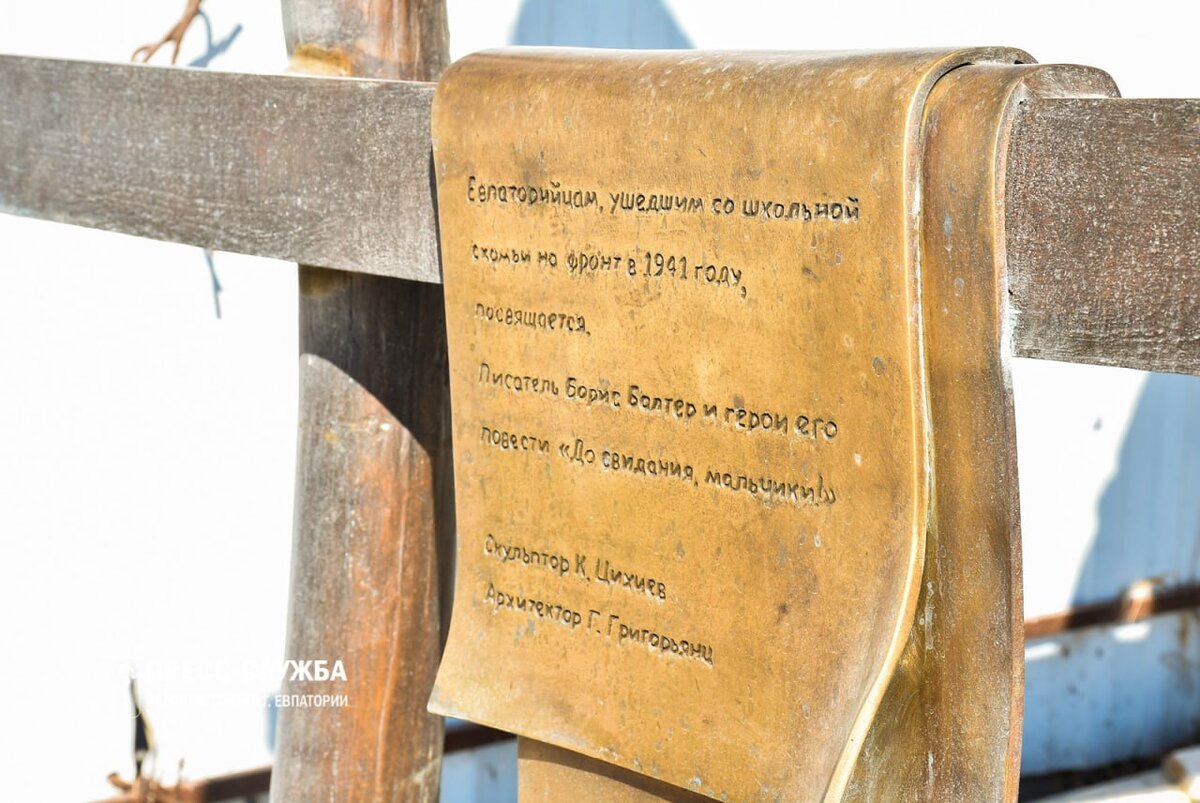 Евпаторийцам, ушедшим со школьной
скамьи на фронт в 1941 году,
посвящается.
Писатель Борис Балтер и герои его
повести «До свидания, мальчики!»
Скульптор К. Цихиев
Архитектор Г. Григорьянц
ПРЕСС-СЛУЖБА
АДМИНИСТРАЦИИ Г. ЕВПАТОРИИ